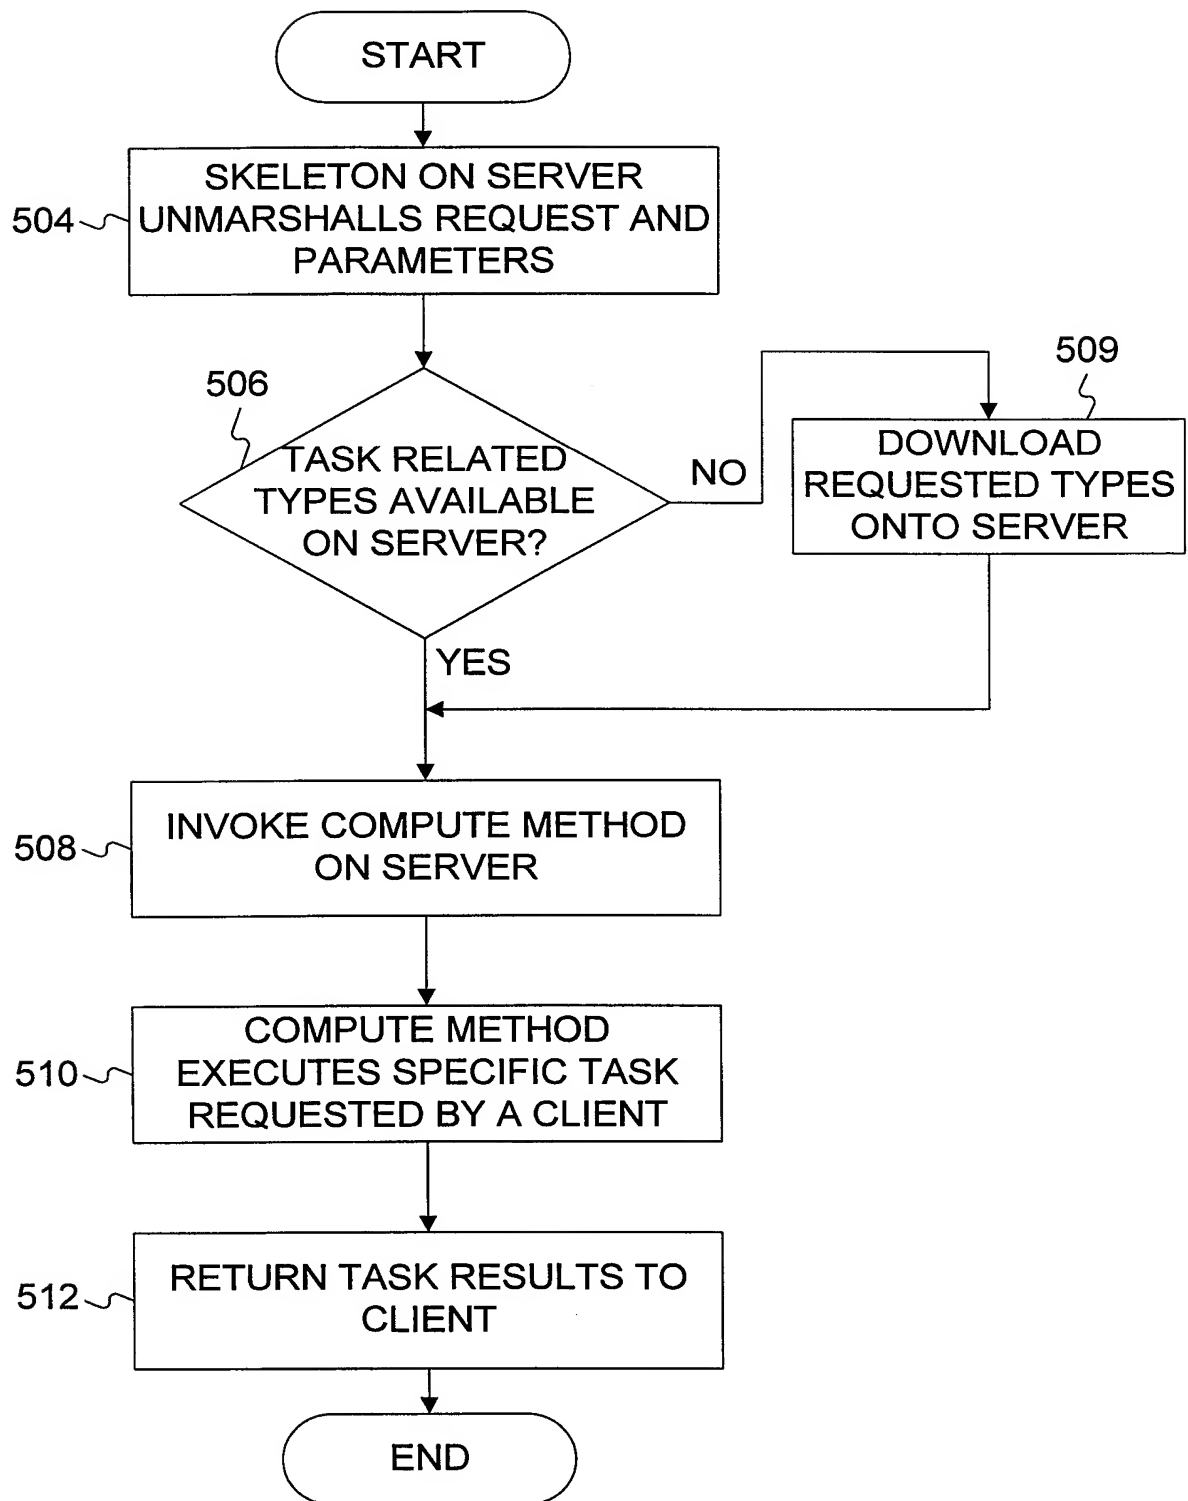 START
SKELETON ON SERVER
UNMARSHALLS REQUEST AND
PARAMETERS
504
506
TASK RELATED
TYPES AVAILABLE
ON SERVER?
NO
509
DOWNLOAD
REQUESTED TYPES
ONTO SERVER
YES
508
INVOKE COMPUTE METHOD
ON SERVER
510
COMPUTE METHOD
EXECUTES SPECIFIC TASK
REQUESTED BY A CLIENT
512
RETURN TASK RESULTS TO
CLIENT
END